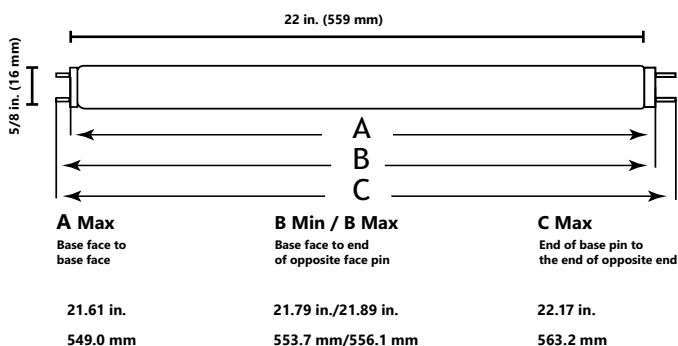 22 in. (559 mm)
5/8 in. (16 mm)
A
B
C
A Max
Base face to
base face
21.61 in.
549.0 mm
B Min / B Max
Base face to end
of opposite face pin
21.79 in./21.89 in.
553.7 mm/556.1 mm
C Max
End of base pin to
the end of opposite end
22.17 in.
563.2 mm